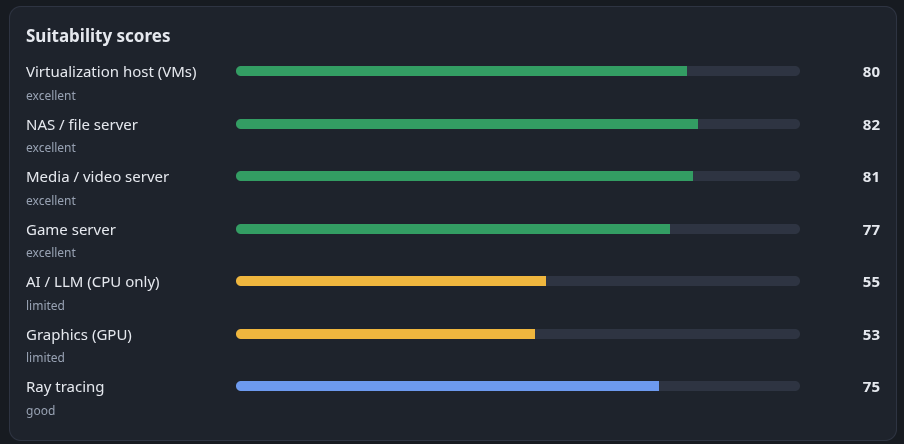 Suitability scores
Virtualization host (VMs) 80
excellent
NAS / file server 82
excellent
Media / video server 81
excellent
Game server 77
excellent
AI / LLM (CPU only) 55
limited
Graphics (GPU) 53
limited
Ray tracing 75
good